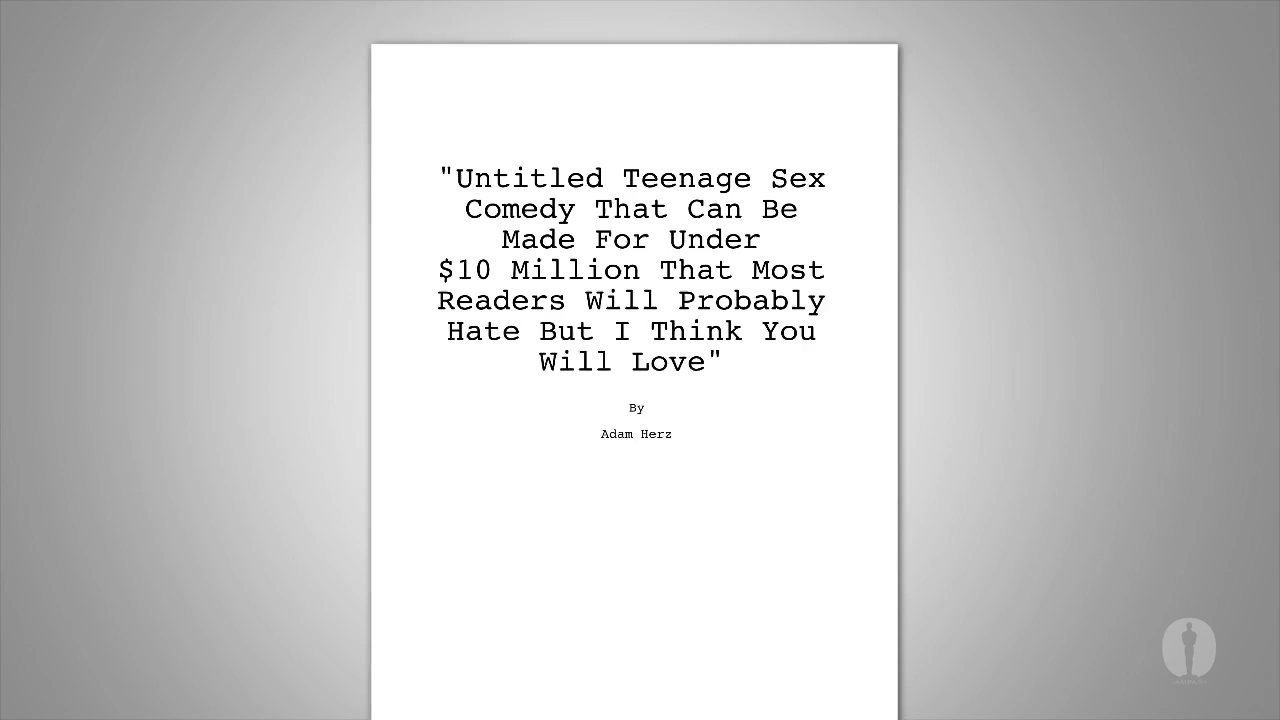 "Untitled Teenage Sex
Comedy That Can Be
Made For Under
$10 Million That Most
Readers Will Probably
Hate But I Think You
Will Love"
By
Adam Herz